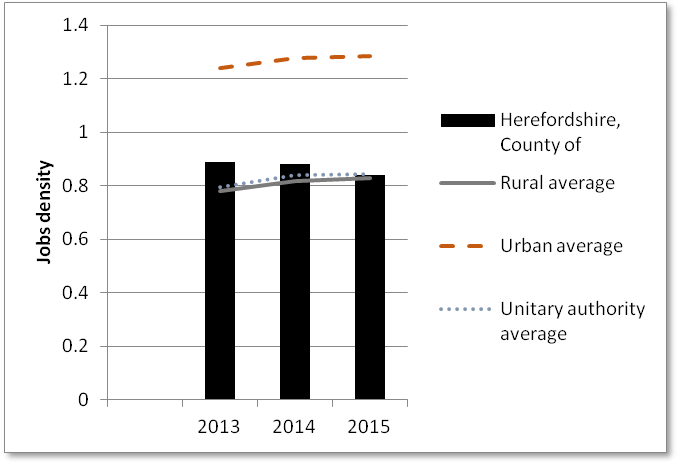 1.4
1.2
1
0.8
0.6
0.4
0.2
0
Jobs density
2013 2014 2015
Herefordshire,
County of
Rural average
Urban average
Unitary authority
average